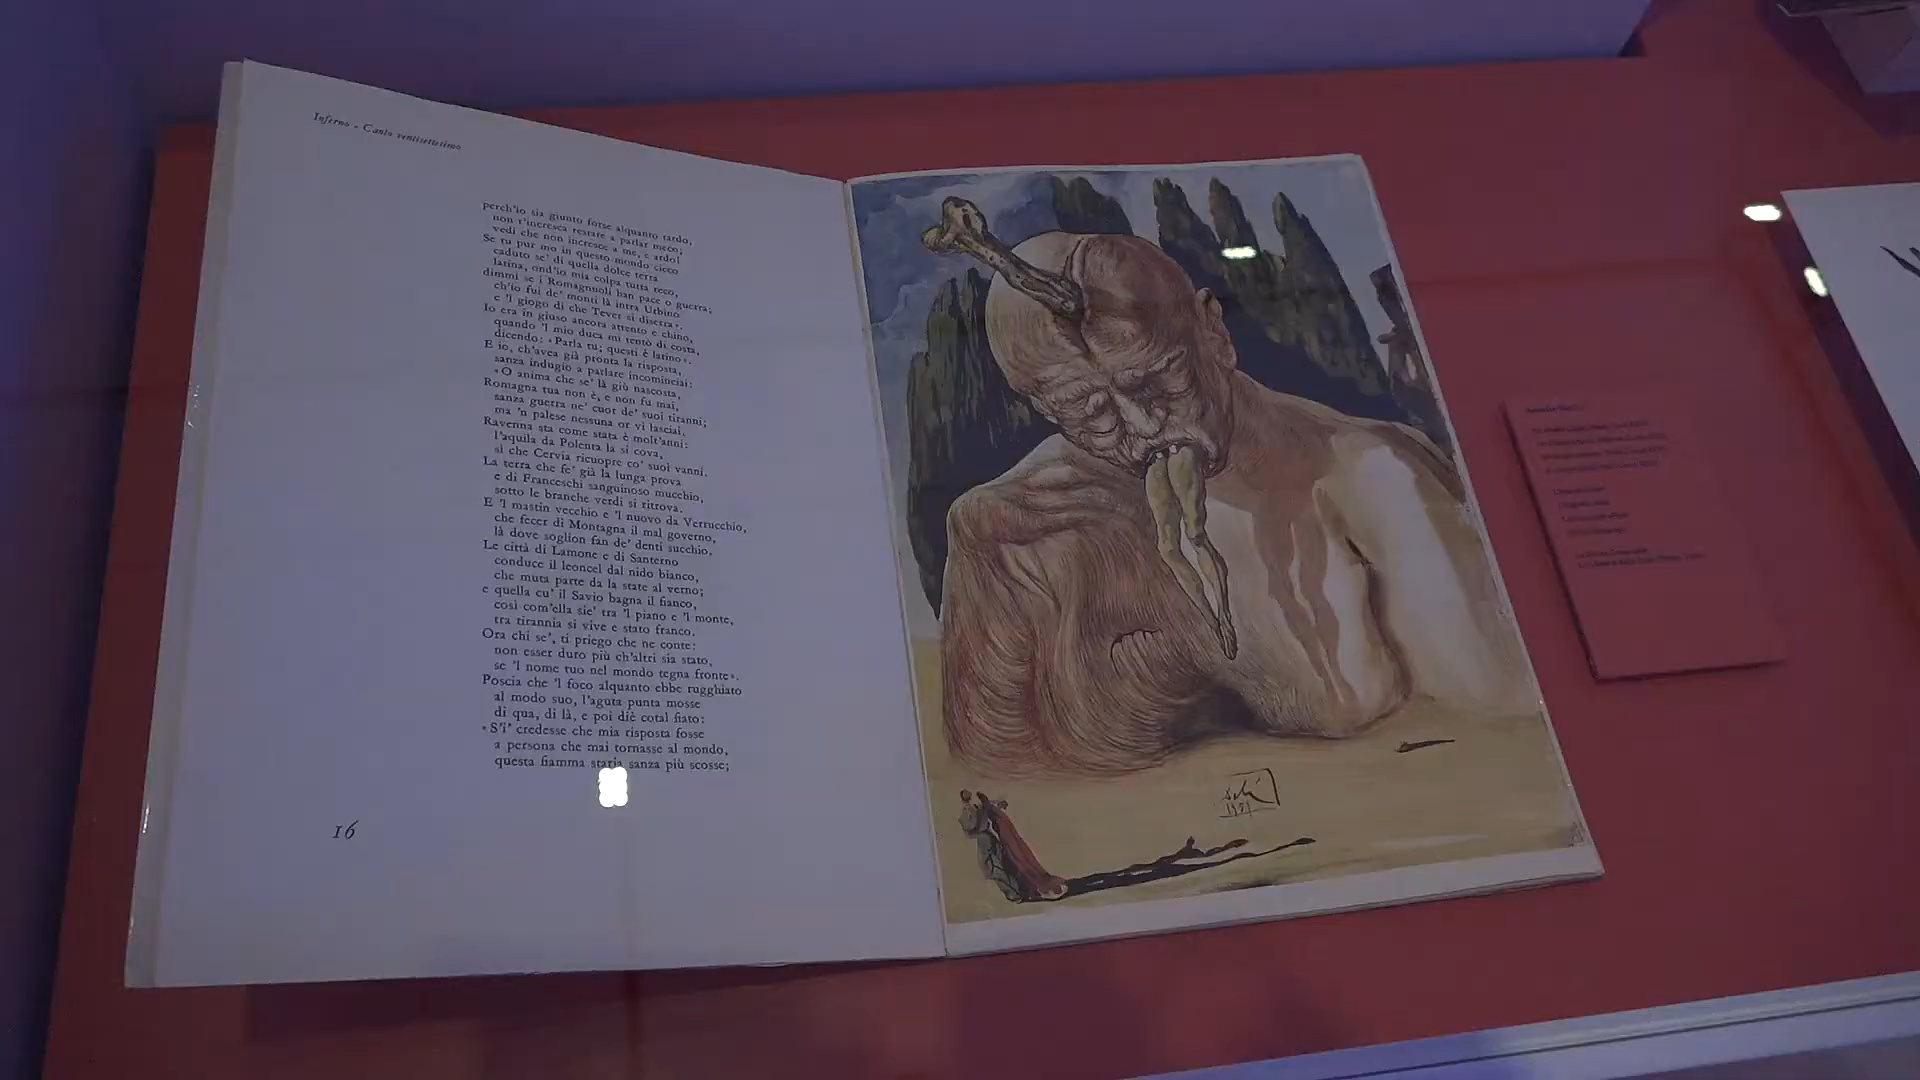 Inferno - Canto ventisettesimo
perch'io sia giunto forse alquanto tardo,
non t'incresca restare a parlar meco;
vedi che non incresce a me, e ardo!
Se tu pur mo in questo mondo cieco
caduto se' di quella dolce terra
latina, ond'io mia colpa tutta reco,
dimmi se i Romagnuoli han pace o guerra;
ch'io fui de' monti là intra Urbino
e 'l giogo di che Tever si diserra».
Io era in giuso ancora attento e chino,
quando 'l mio duca mi tentò di costa,
dicendo: «Parla tu; questi è latino».
E io, ch'avea già pronta la risposta,
sanza indugio a parlare incominciai:
«O anima che se' là giù nascosta,
Romagna tua non è, e non fu mai,
sanza guerra ne' cuor de' suoi tiranni;
ma 'n palese nessuna or vi lasciai.
Ravenna sta come stata è molt'anni:
l'aquila da Polenta la si cova,
sì che Cervia ricuopre co' suoi vanni.
La terra che fe' già la lunga prova
e di Franceschi sanguinoso mucchio,
sotto le branche verdi si ritrova.
E 'l mastin vecchio e 'l nuovo da Verrucchio,
che fecer di Montagna il mal governo,
là dove soglion fan de' denti succhio.
Le città di Lamone e di Santerno
conduce il leoncel dal nido bianco,
che muta parte da la state al verno;
e quella cu' il Savio bagna il fianco,
così com'ella sie' tra 'l piano e 'l monte,
tra tirannia si vive e stato franco.
Ora chi se', ti priego che ne conte:
non esser duro più ch'altri sia stato,
se 'l nome tuo nel mondo tegna fronte».
Poscia che 'l foco alquanto ebbe rugghiato
al modo suo, l'aguta punta mosse
di qua, di là, e poi diè cotal fiato:
«S'i' credesse che mia risposta fosse
a persona che mai tornasse al mondo,
questa fiamma staria sanza più scosse;
16